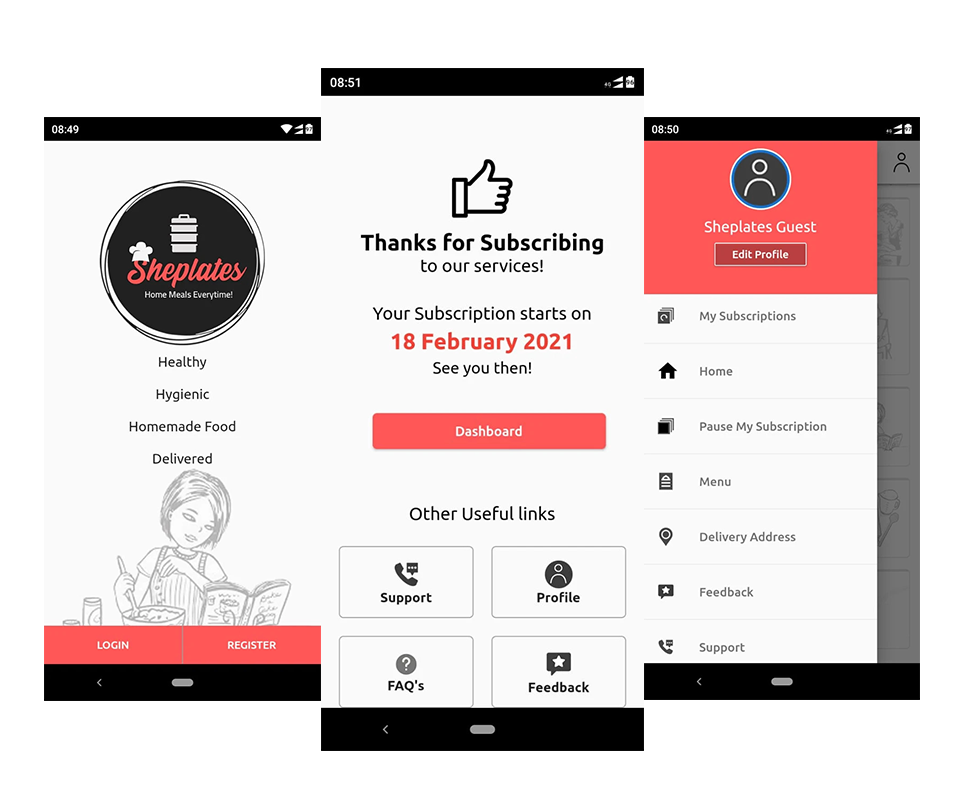 08:49
Sheplates
Home Meals Everytime!
Healthy
Hygienic
Homemade Food
Delivered
LOGIN
REGISTER
08:51
Thanks for Subscribing
to our services!
Your Subscription starts on
18 February 2021
See you then!
Dashboard
Other Useful links
Support
Profile
FAQ's
Feedback
08:50
Sheplates Guest
Edit Profile
My Subscriptions
Home
Pause My Subscription
Menu
Delivery Address
Feedback
Support